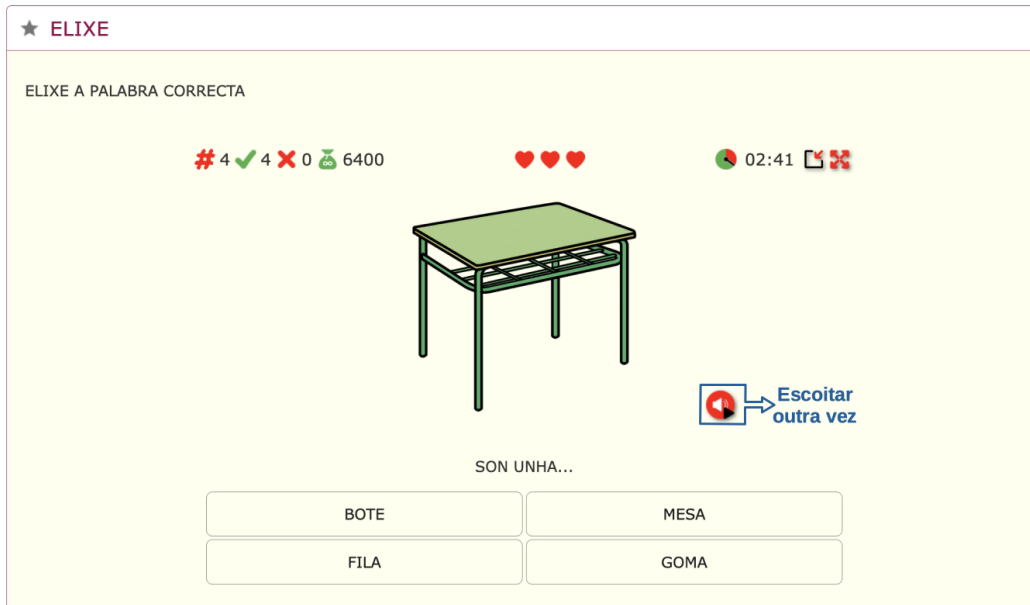 ELIXE
ELIXE A PALABRA CORRECTA
4 4 0 6400 02:41
Escoitar
outra vez
SON UNHA...
BOTE MESA
FILA GOMA